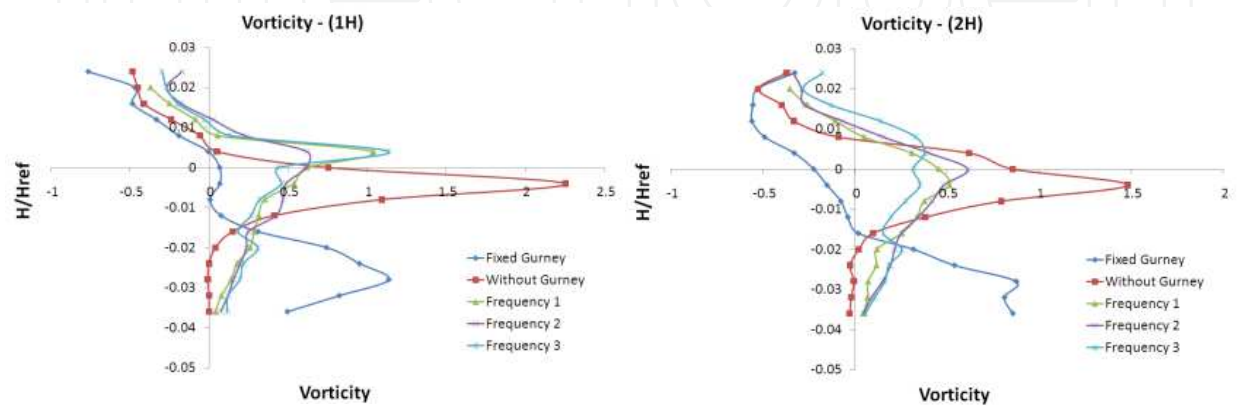 Vorticity - (1H)
0.03
0.02
0.01
0
-0.01
-0.02
-0.03
-0.04
-0.05
-1
-0.5
0
0.5
1
1.5
2
2.5
H/Href
Vorticity
Fixed Gurney
Without Gurney
Frequency 1
Frequency 2
Frequency 3
Vorticity - (2H)
0.03
0.02
0.01
0
-0.01
-0.02
-0.03
-0.04
-0.05
-1
-0.5
0
0.5
1
1.5
2
H/Href
Vorticity
Fixed Gurney
Without Gurney
Frequency 1
Frequency 2
Frequency 3